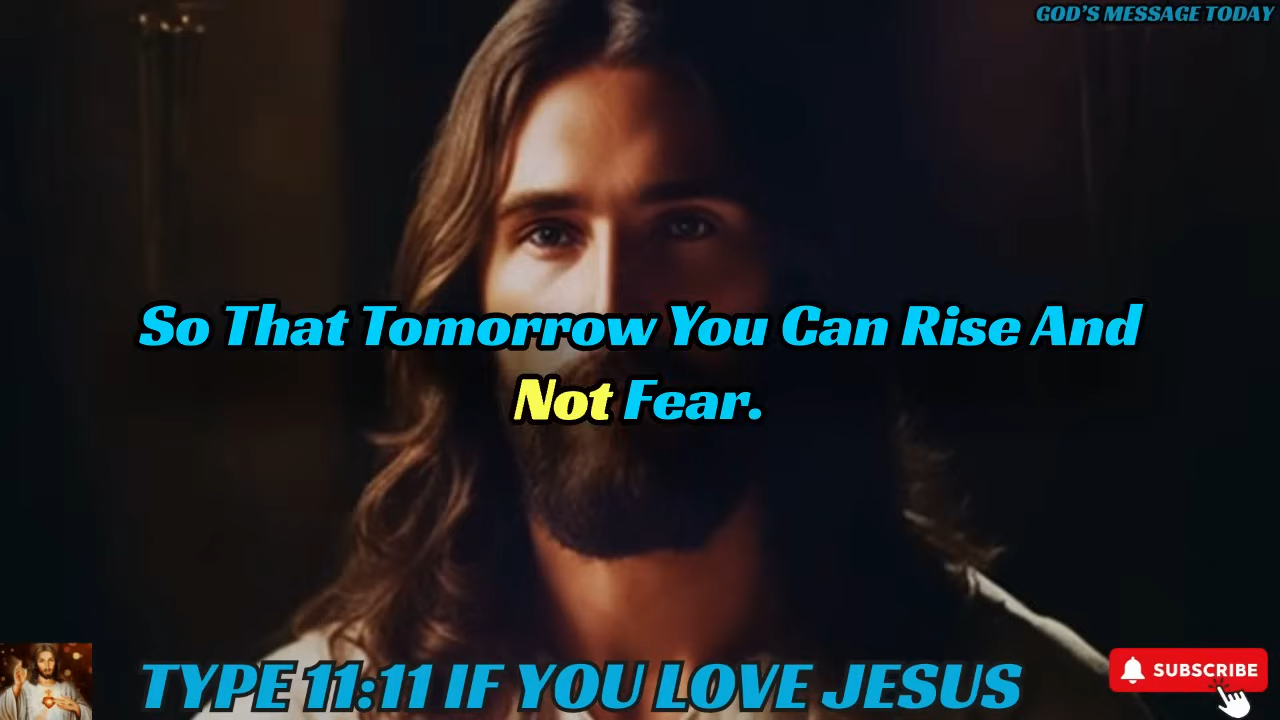 GOD'S MESSAGE TODAY
So That Tomorrow You Can Rise And
Not Fear.
TYPE 11:11 IF YOU LOVE JESUS
SUBSCRIBE